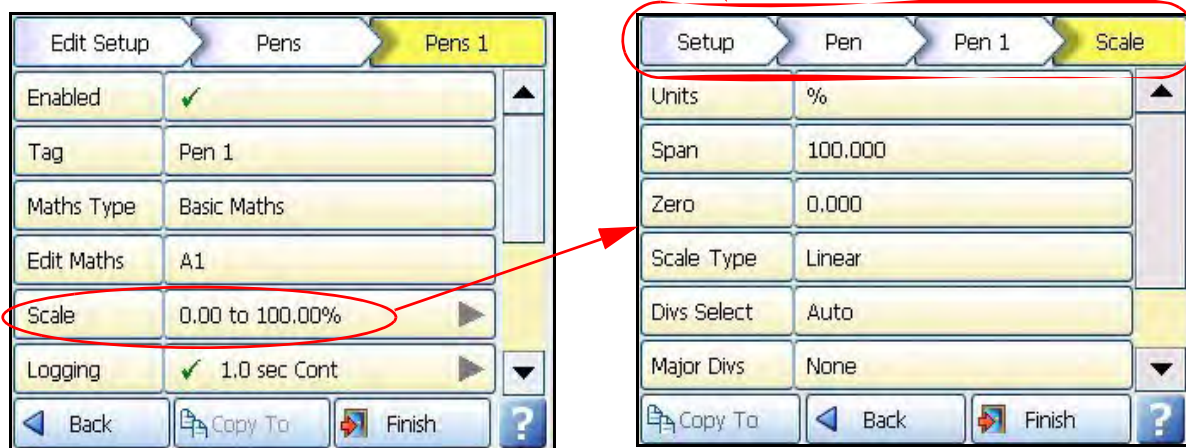 Edit Setup Pens Pens 1
Enabled ✓
Tag Pen 1
Maths Type Basic Maths
Edit Maths A1
Scale 0.00 to 100.00%
Logging ✓ 1.0 sec Cont
Back Copy To Finish ?
Setup Pen Pen 1 Scale
Units %
Span 100.000
Zero 0.000
Scale Type Linear
Divs Select Auto
Major Divs None
Copy To Back Finish ?